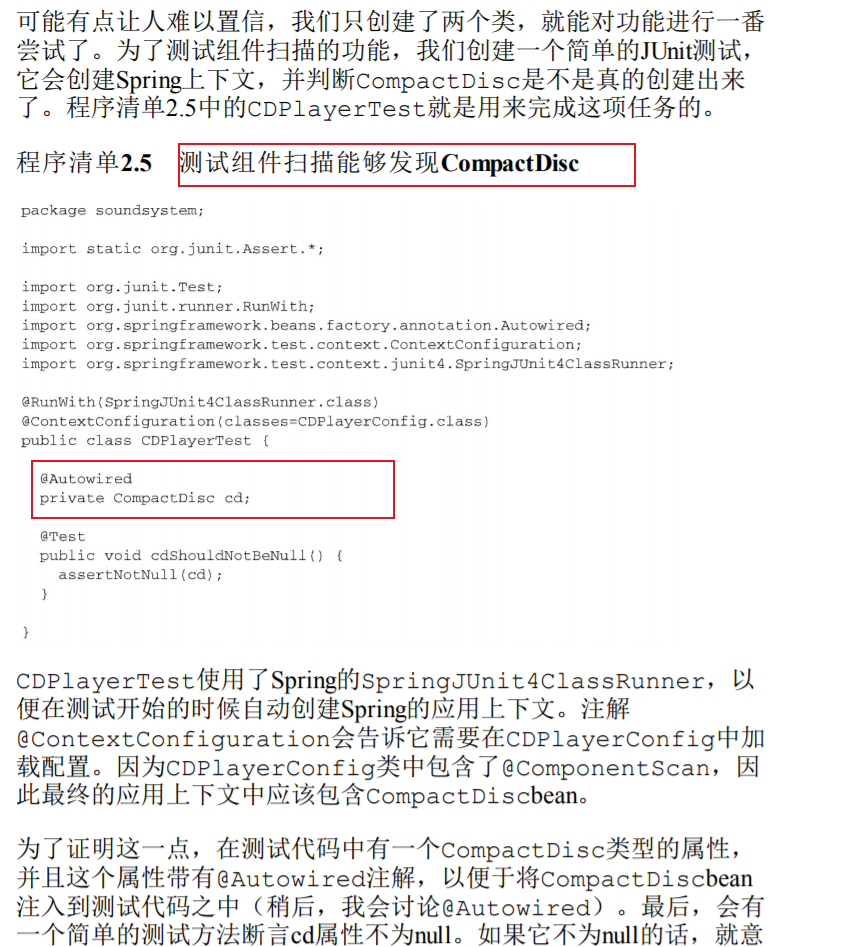 可能有点让人难以置信，我们只创建了两个类，就能对功能进行一番
尝试了。为了测试组件扫描的功能，我们创建一个简单的JUnit测试，
它会创建Spring上下文，并判断CompactDisc是不是真的创建出来
了。程序清单2.5中的CDPlayerTest就是用来完成这项任务的。
程序清单2.5 测试组件扫描能够发现CompactDisc
package soundsystem;
import static org.junit.Assert.*;
import org.junit.Test;
import org.junit.runner.RunWith;
import org.springframework.beans.factory.annotation.Autowired;
import org.springframework.test.context.ContextConfiguration;
import org.springframework.test.context.junit4.SpringJUnit4ClassRunner;
@RunWith(SpringJUnit4ClassRunner.class)
@ContextConfiguration(classes=CDPlayerConfig.class)
public class CDPlayerTest {
@Autowired
private CompactDisc cd;
@Test
public void cdShouldNotBeNull() {
assertNotNull(cd);
}
}
CDPlayerTest使用了Spring的SpringJUnit4ClassRunner，以
便在测试开始的时候自动创建Spring的应用上下文。注解
@ContextConfiguration会告诉它需要在CDPlayerConfig中加
载配置。因为CDPlayerConfig类中包含了@ComponentScan，因
此最终的应用上下文中应该包含CompactDiscbean。
为了证明这一点，在测试代码中有一个CompactDisc类型的属性，
并且这个属性带有@Autowired注解，以便于将CompactDiscbean
注入到测试代码之中（稍后，我会讨论@Autowired）。最后，会有
一个简单的测试方法断言cd属性不为null。如果它不为null的话，就意